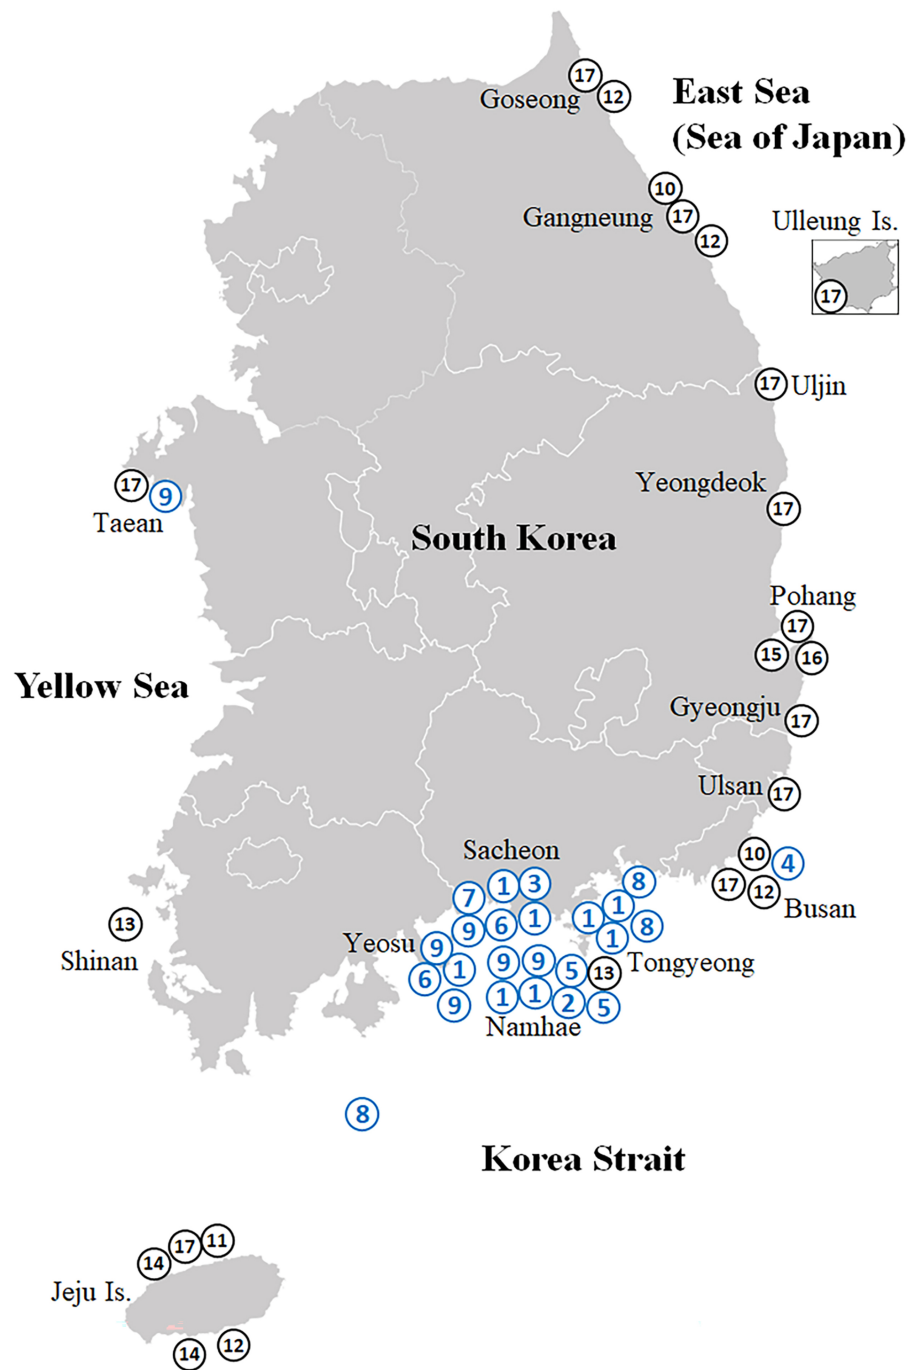 17
Goseong 12
East Sea
(Sea of Japan)
10
Gangneung 17
12
Ulleung Is.
17
17 Uljin
17 9
Taean
Yeongdeok
17
South Korea
Pohang
17
15 16
Yellow Sea
Gyeongju 17
Ulsan 17
10 4
17 12
Busan
Sacheon
7 1 3
9 6 1
8
1 1 8
1
Tongyeong
13
Shinan
Yeosu 9
6 1
9
9 9 5 13
1 1 2 5
Namhae
8
Korea Strait
14 17 11
Jeju Is.
14 12